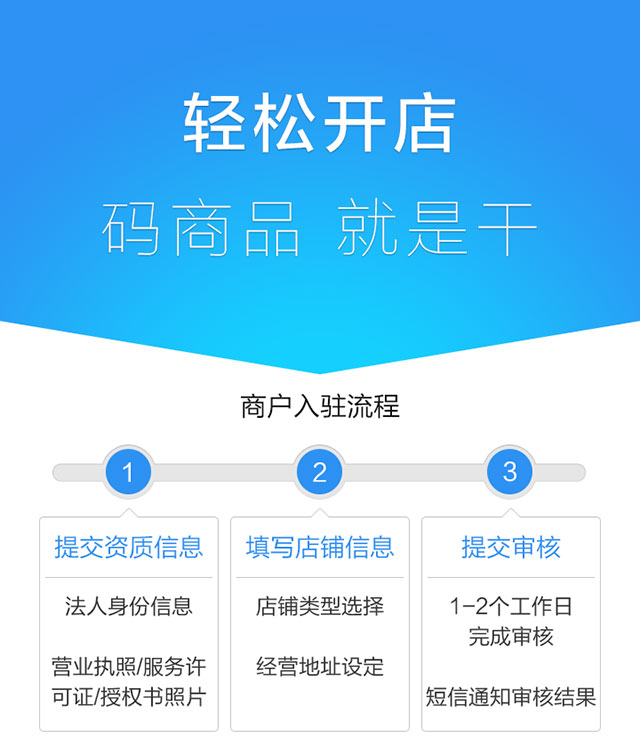 轻松开店
码商品 就是干
商户入驻流程
1
2
3
提交资质信息
法人身份信息
营业执照/服务许
可证/授权书照片
填写店铺信息
店铺类型选择
经营地址设定
提交审核
1-2个工作日
完成审核
短信通知审核结果